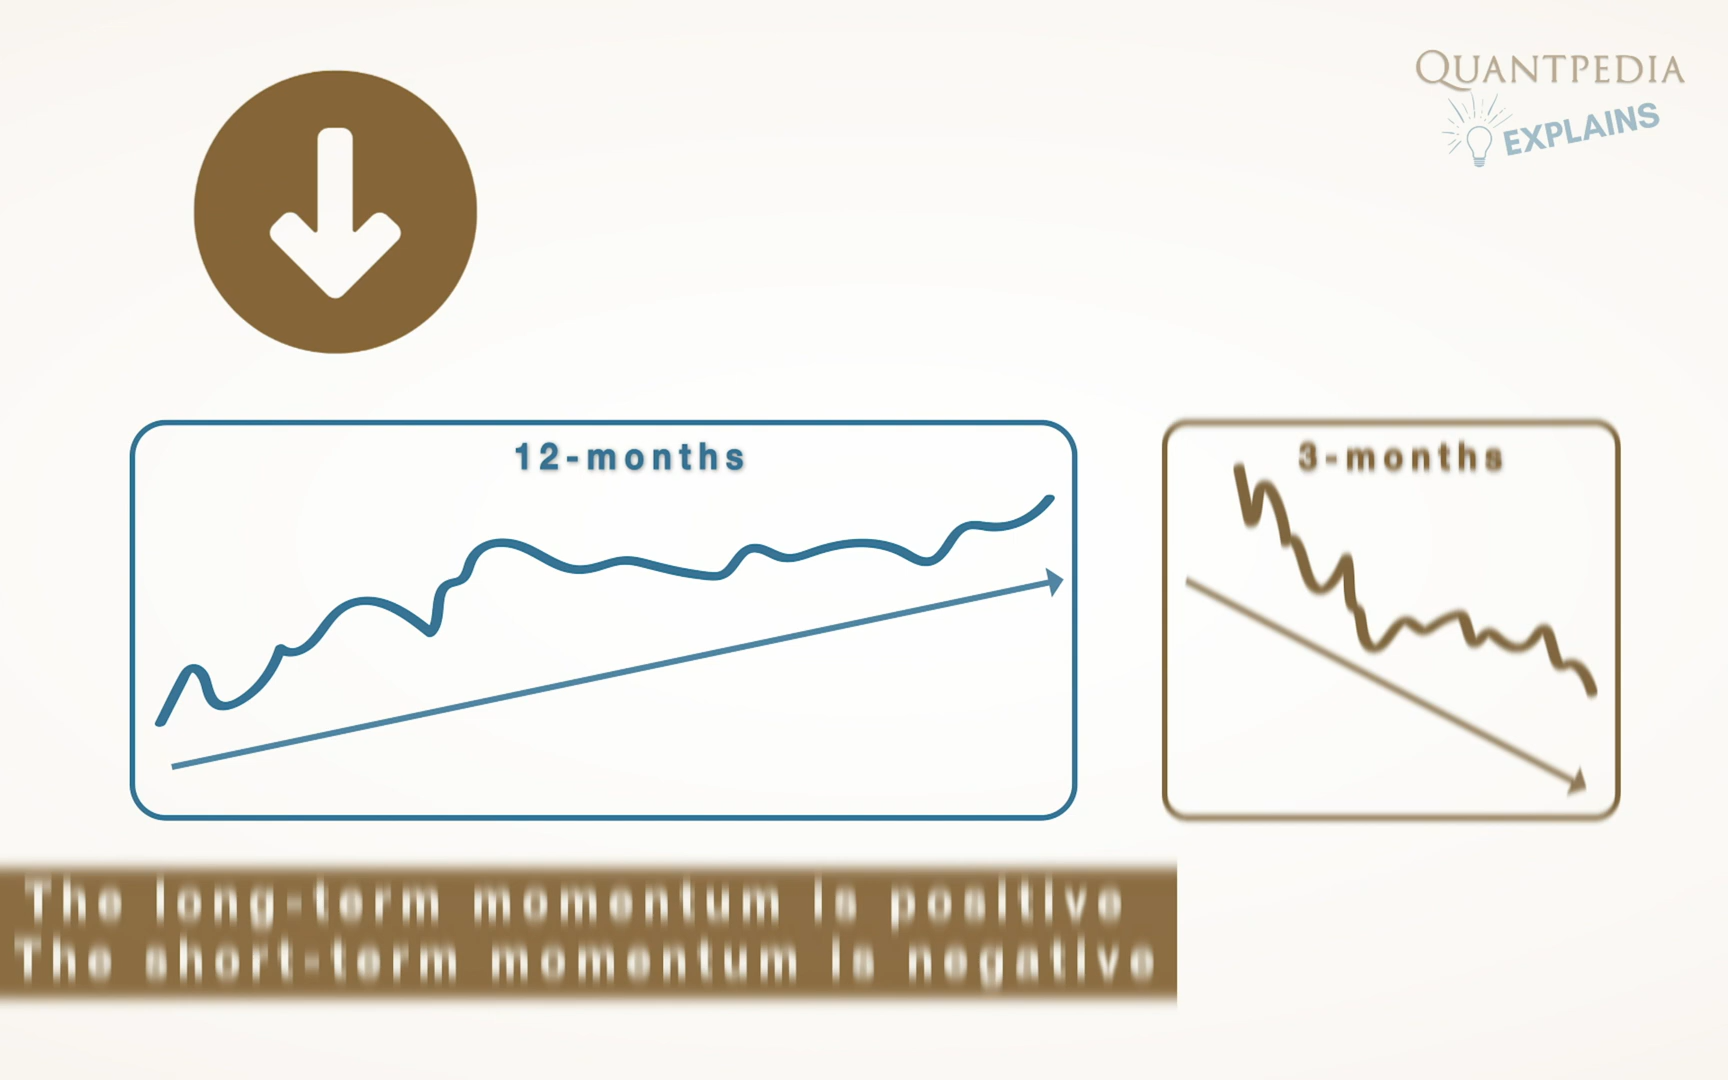 QUANTPEDIA
EXPLAINS
12-months
3-months
The long-term momentum is positive
The short-term momentum is negative